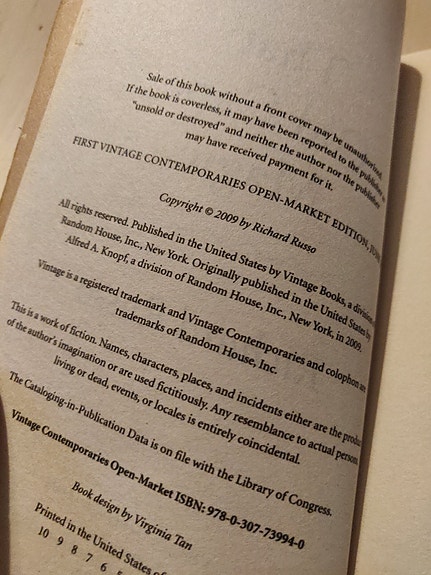 Sale of this book without a front cover may be unauthorized.
If the book is coverless, it may have been reported to the publisher as
"unsold or destroyed" and neither the author nor the publisher
may have received payment for it.
FIRST VINTAGE CONTEMPORARIES OPEN-MARKET EDITION,
Copyright © 2009 by Richard Russo
All rights reserved. Published in the United States by Vintage Books, a division
Random House, Inc., New York. Originally published in the United States by
Alfred A. Knopf, a division of Random House, Inc., New York, in 2009.
Vintage is a registered trademark and Vintage Contemporaries and colophon are
trademarks of Random House, Inc.
This is a work of fiction. Names, characters, places, and incidents either are the
of the author's imagination or are used fictitiously. Any resemblance to actual
living or dead, events, or locales is entirely coincidental.
The Cataloging-in-Publication Data is on file with the Library of Congress.
Vintage Contemporaries Open-Market ISBN: 978-0-307-73994-0
Book design by Virginia Tan
Printed in the United States of
10 9 8 7 6